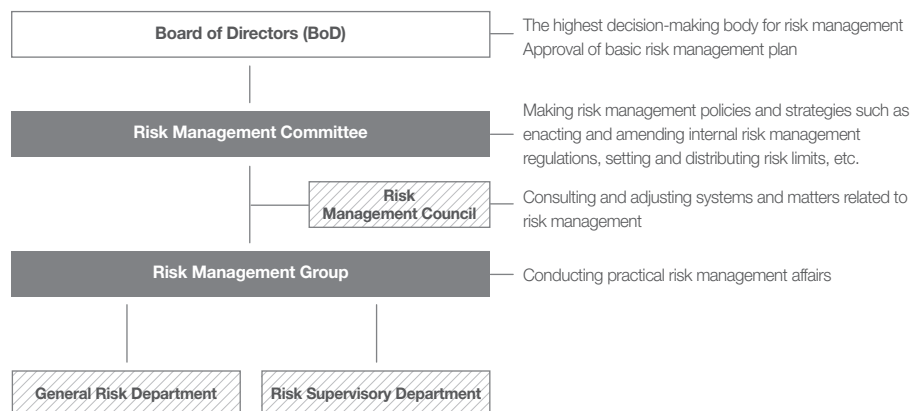 Board of Directors (BoD)
The highest decision-making body for risk management
Approval of basic risk management plan
Risk Management Committee
Making risk management policies and strategies such as
enacting and amending internal risk management
regulations, setting and distributing risk limits, etc.
Risk
Management Council
Consulting and adjusting systems and matters related to
risk management
Risk Management Group
Conducting practical risk management affairs
General Risk Department
Risk Supervisory Department